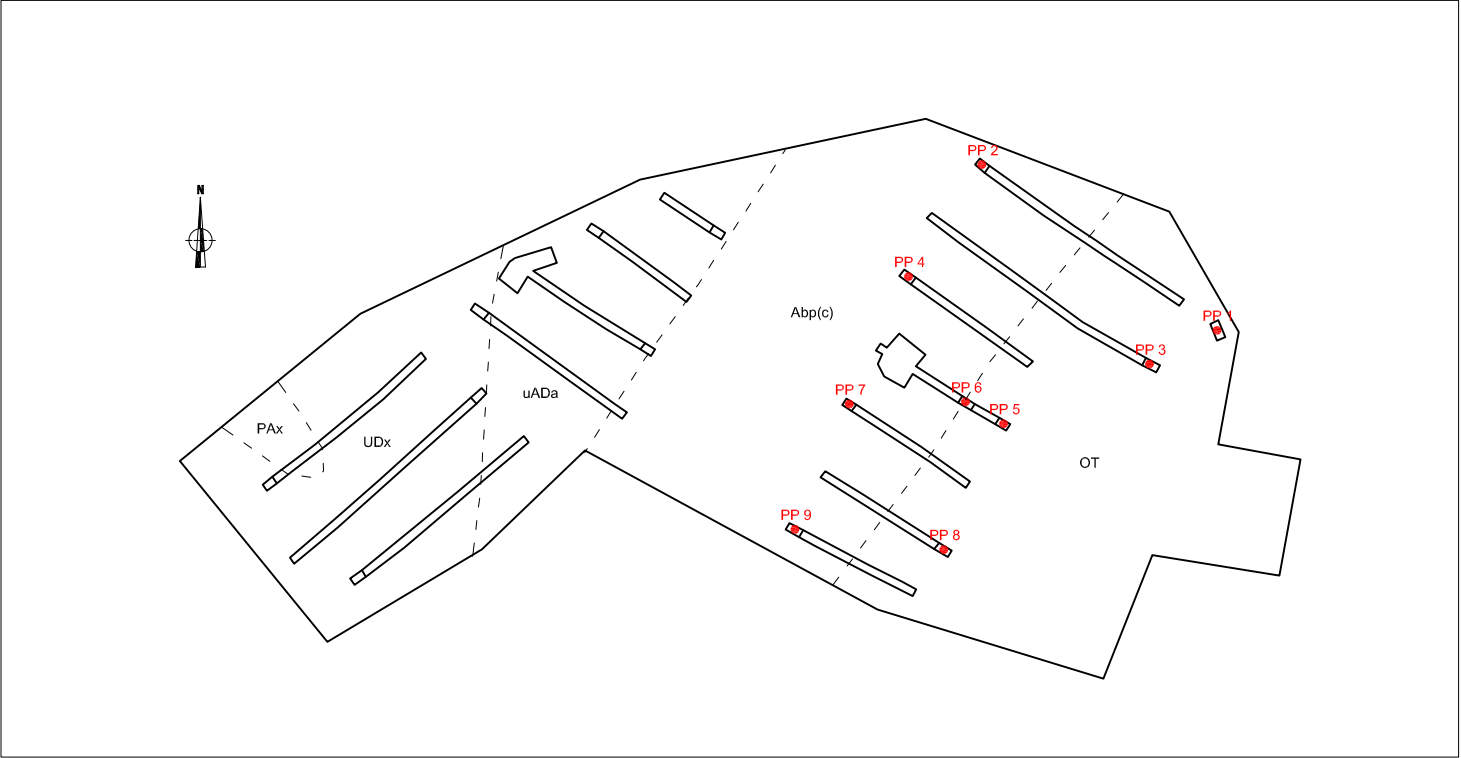 PP 2
N
PP 4
Abp(c)
PP 1
PP 3
PP 6
PP 7
uADa
PP 5
PAx
UDx
OT
PP 9
PP 8